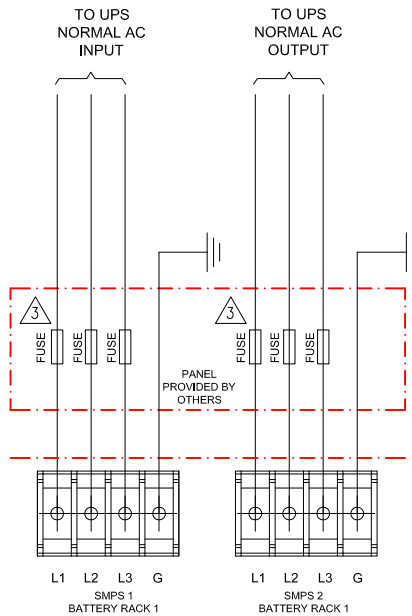 TO UPS
NORMAL AC
INPUT
TO UPS
NORMAL AC
OUTPUT
3
FUSE
FUSE
FUSE
3
FUSE
FUSE
FUSE
PANEL
PROVIDED BY
OTHERS
L1 L2 L3 G
SMPS 1
BATTERY RACK 1
L1 L2 L3 G
SMPS 2
BATTERY RACK 1